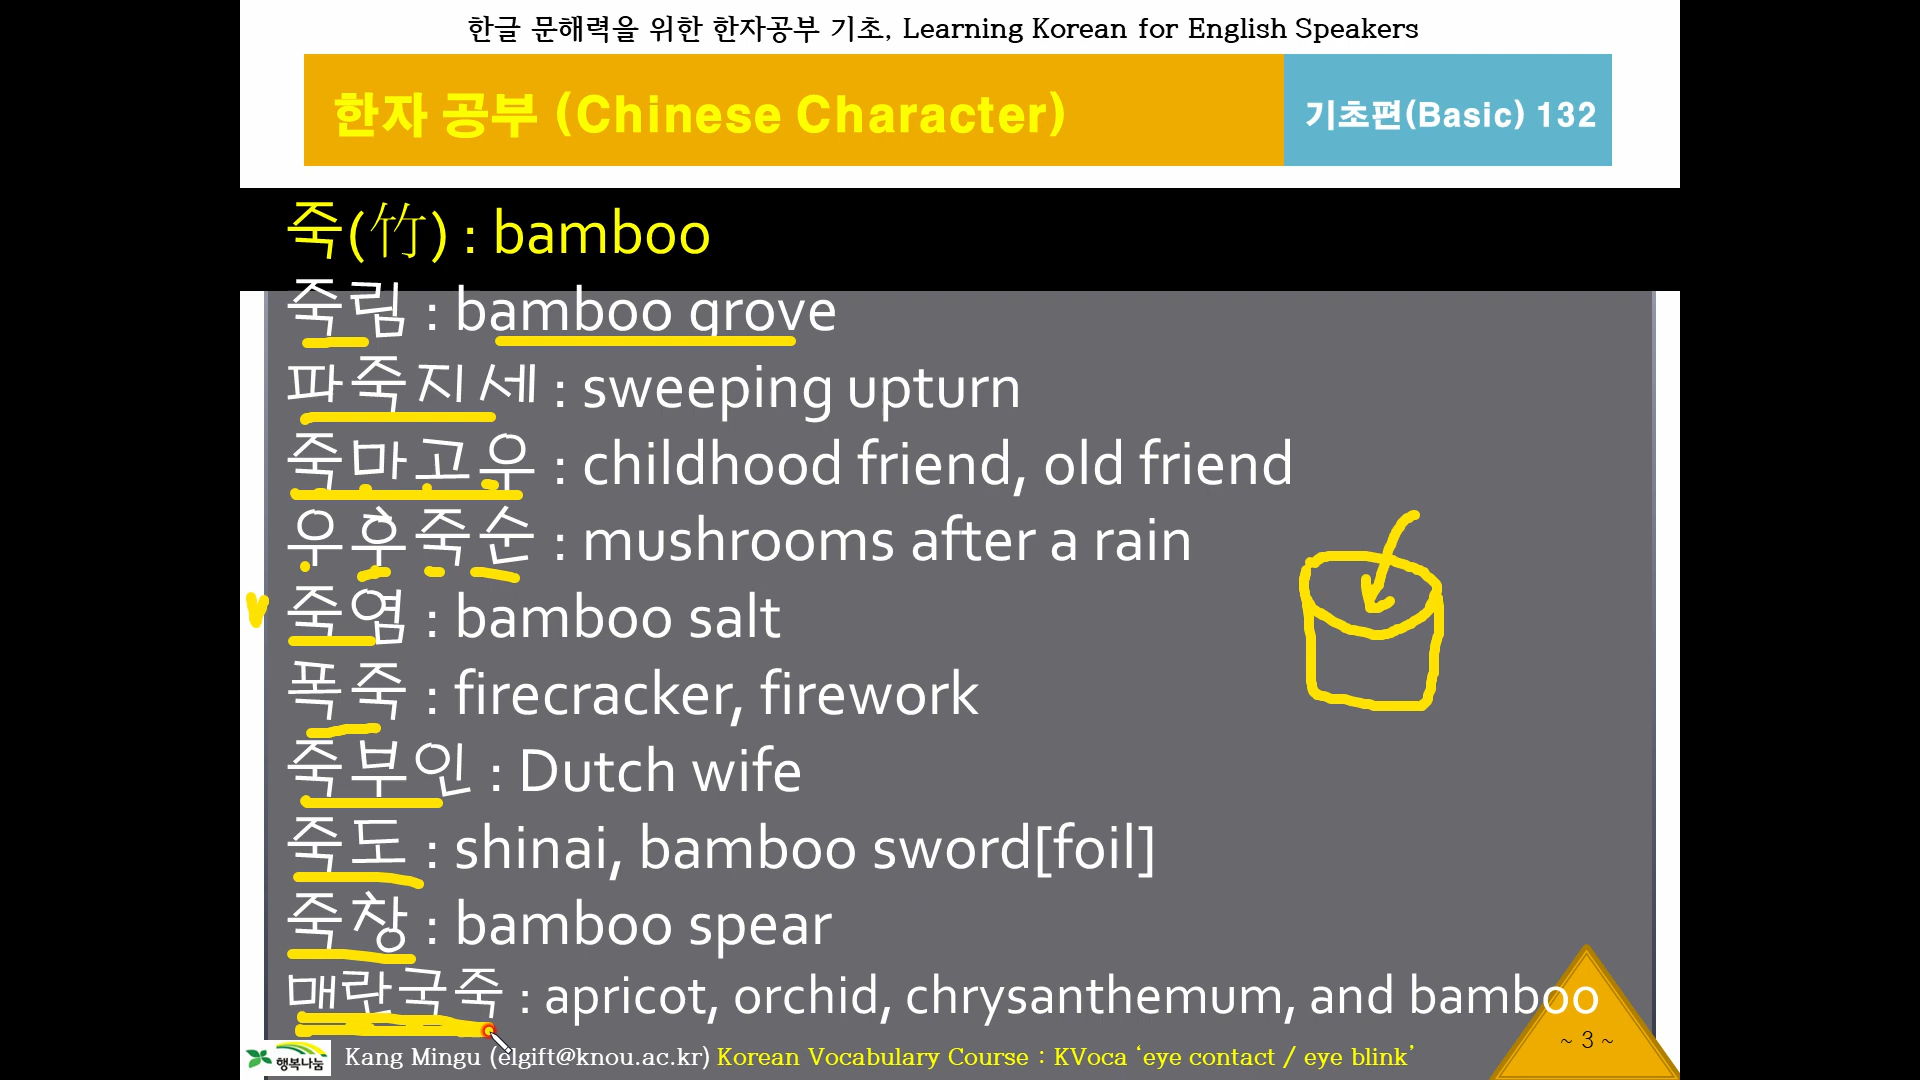 한글 문해력을 위한 한자공부 기초, Learning Korean for English Speakers
한자 공부 (Chinese Character)
기초편(Basic) 132
죽(竹) : bamboo
죽림 : bamboo grove
파죽지세 : sweeping upturn
죽마고우 : childhood friend, old friend
우후죽순 : mushrooms after a rain
죽염 : bamboo salt
폭죽 : firecracker, firework
죽부인 : Dutch wife
죽도 : shinai, bamboo sword[foil]
죽창 : bamboo spear
매란국죽 : apricot, orchid, chrysanthemum, and bamboo
~ 3 ~
행복나눔
Kang Mingu (elgift@knou.ac.kr) Korean Vocabulary Course : KVoca ‘eye contact / eye blink’